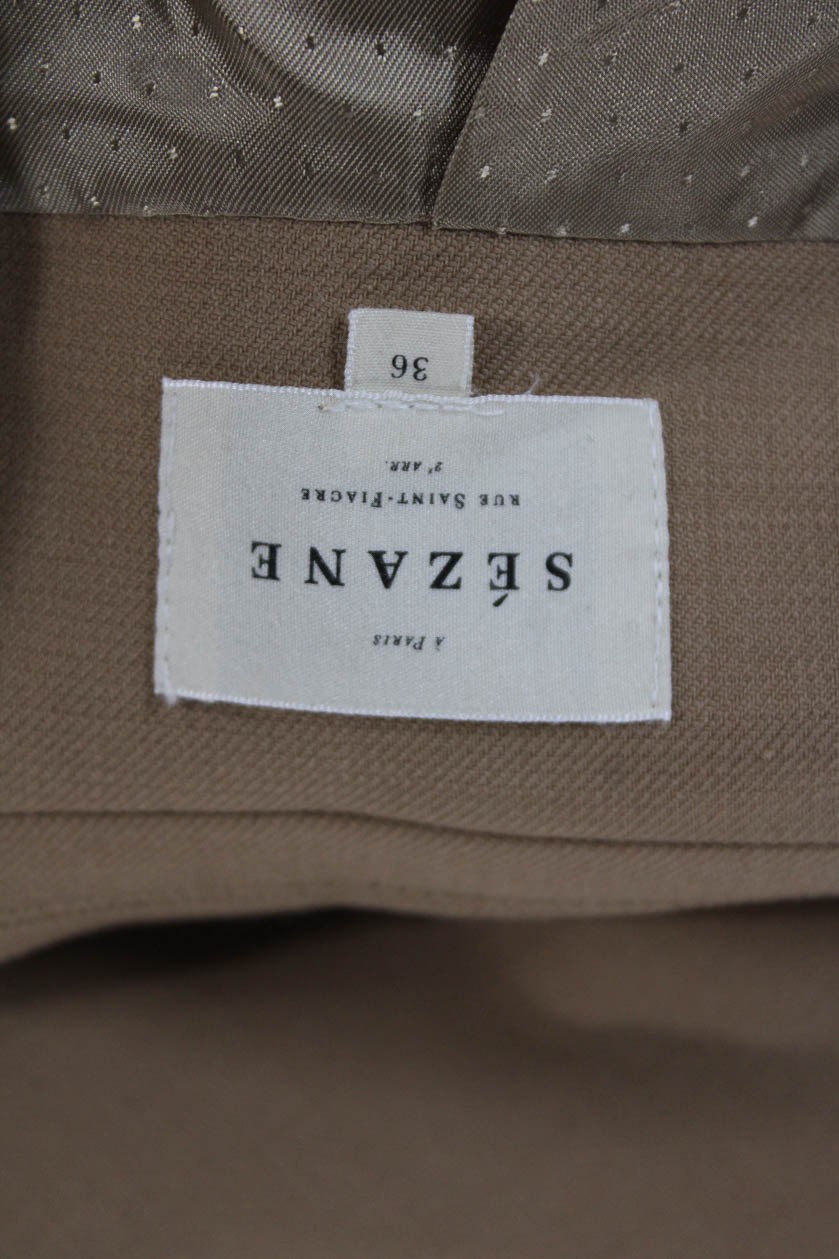 À PARIS
SÉZANE
RUE SAINT-FIACRE
2E ARR.
36